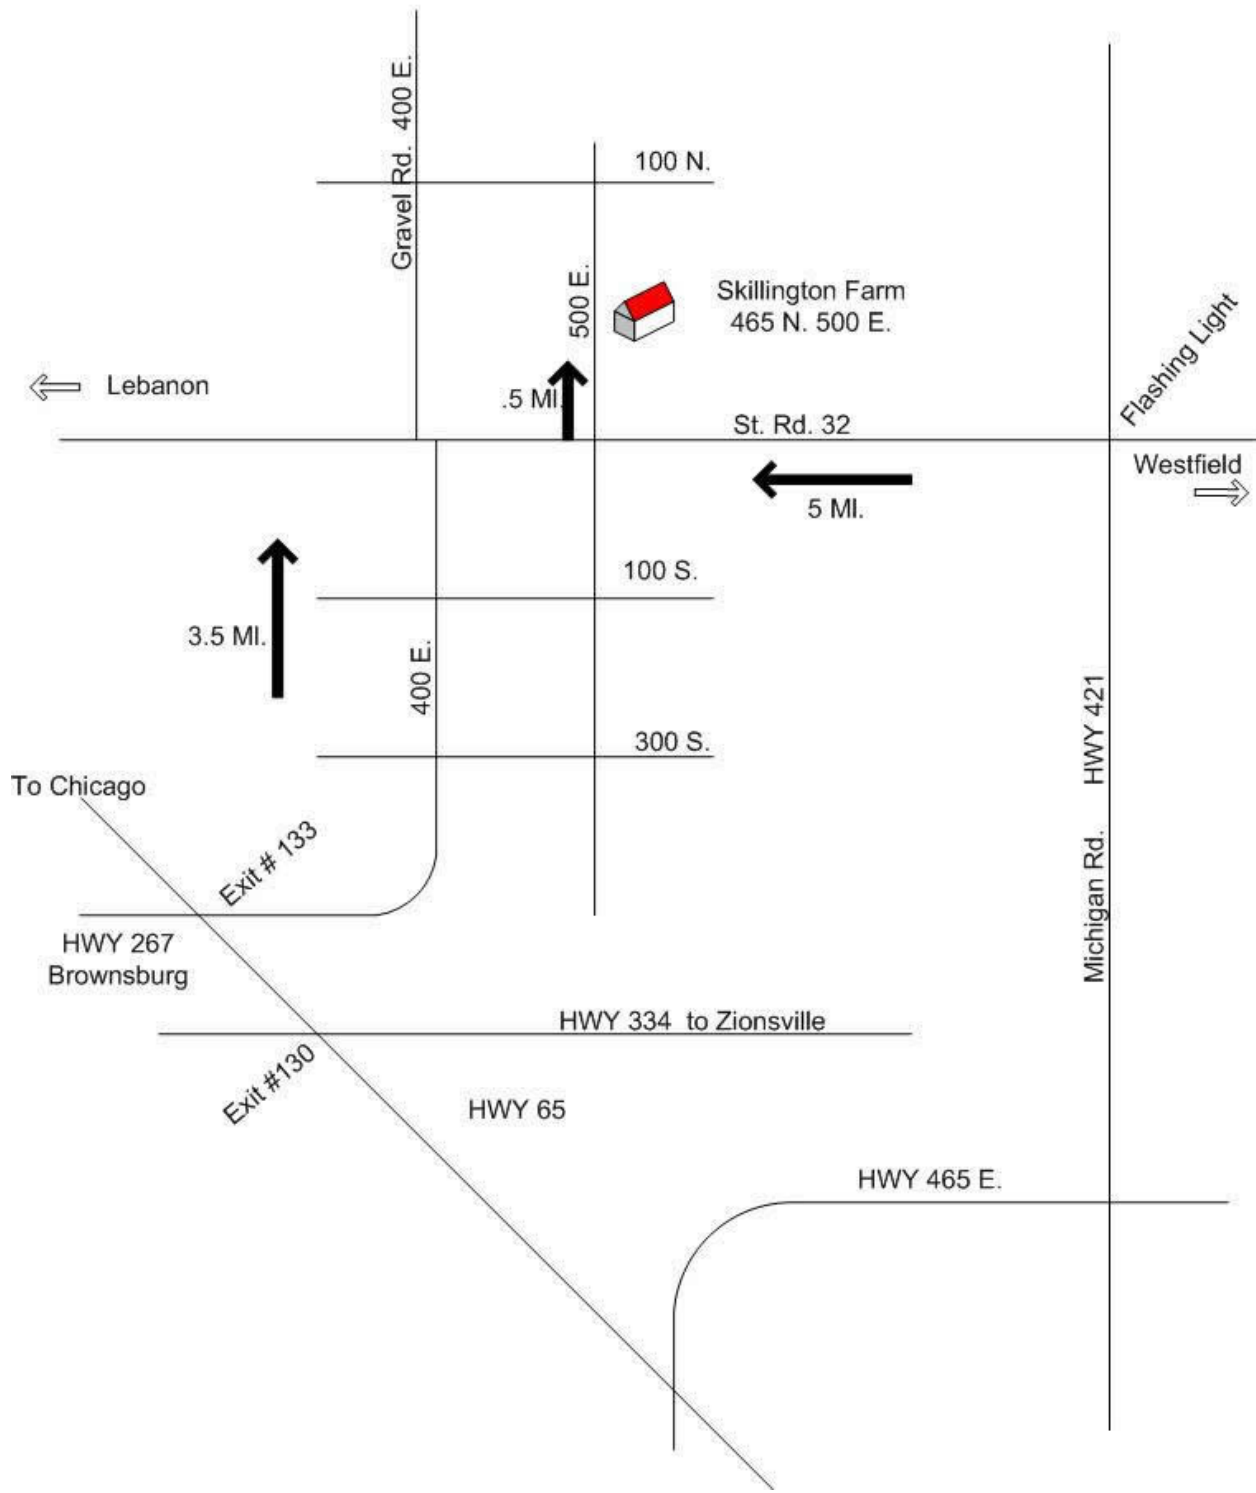 Gravel Rd.  400 E.
100 N.
500 E.
Skillington Farm
465 N. 500 E.
Flashing Light
Lebanon
.5 MI.
St. Rd. 32
Westfield
5 MI.
100 S.
3.5 MI.
400 E.
300 S.
Michigan Rd.    HWY 421
To Chicago
Exit # 133
HWY 267
Brownsburg
HWY 334  to Zionsville
Exit #130
HWY 65
HWY 465 E.